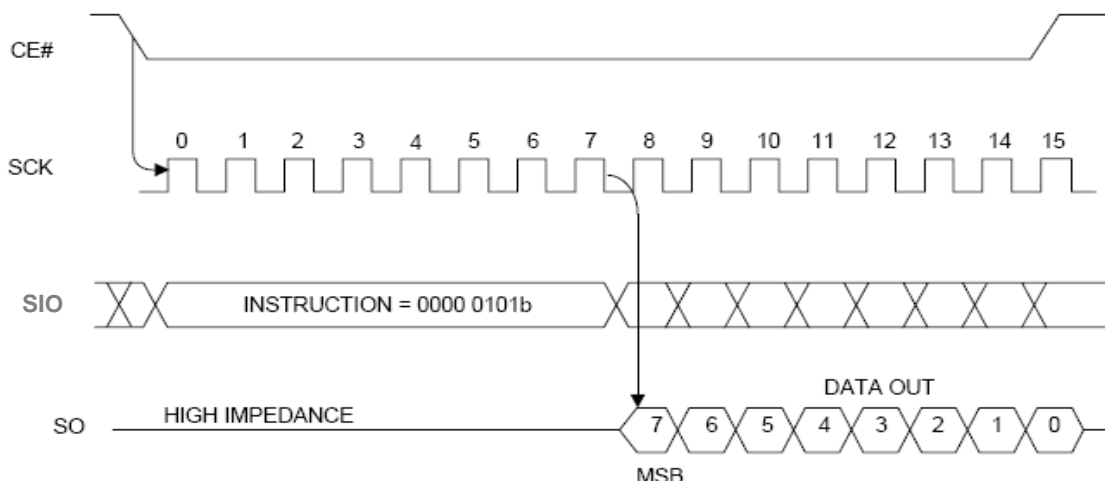 CE#
0 1 2 3 4 5 6 7 8 9 10 11 12 13 14 15
SCK
SIO
INSTRUCTION = 0000 0101b
DATA OUT
HIGH IMPEDANCE
SO
7 6 5 4 3 2 1 0
MSB